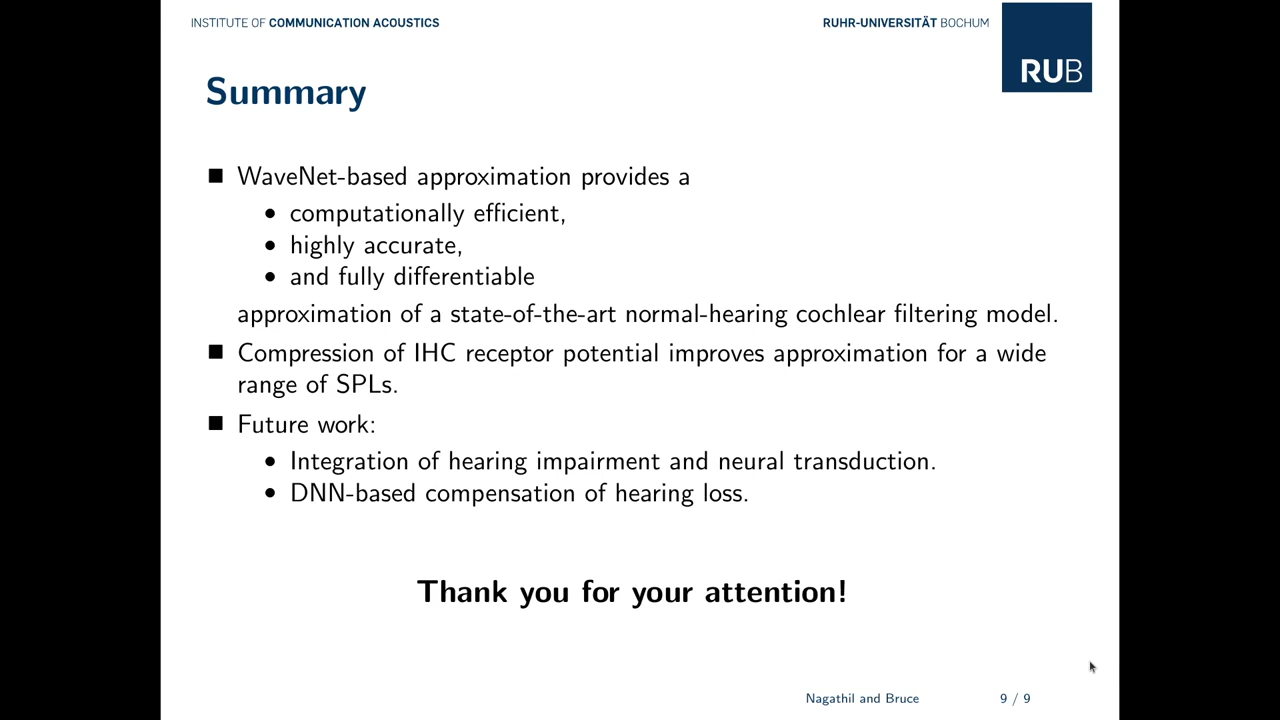 INSTITUTE OF COMMUNICATION ACOUSTICS
RUHR-UNIVERSITÄT BOCHUM
RUB
Summary
WaveNet-based approximation provides a
computationally efficient,
highly accurate,
and fully differentiable
approximation of a state-of-the-art normal-hearing cochlear filtering model.
Compression of IHC receptor potential improves approximation for a wide
range of SPLs.
Future work:
Integration of hearing impairment and neural transduction.
DNN-based compensation of hearing loss.
Thank you for your attention!
Nagathil and Bruce 9 / 9